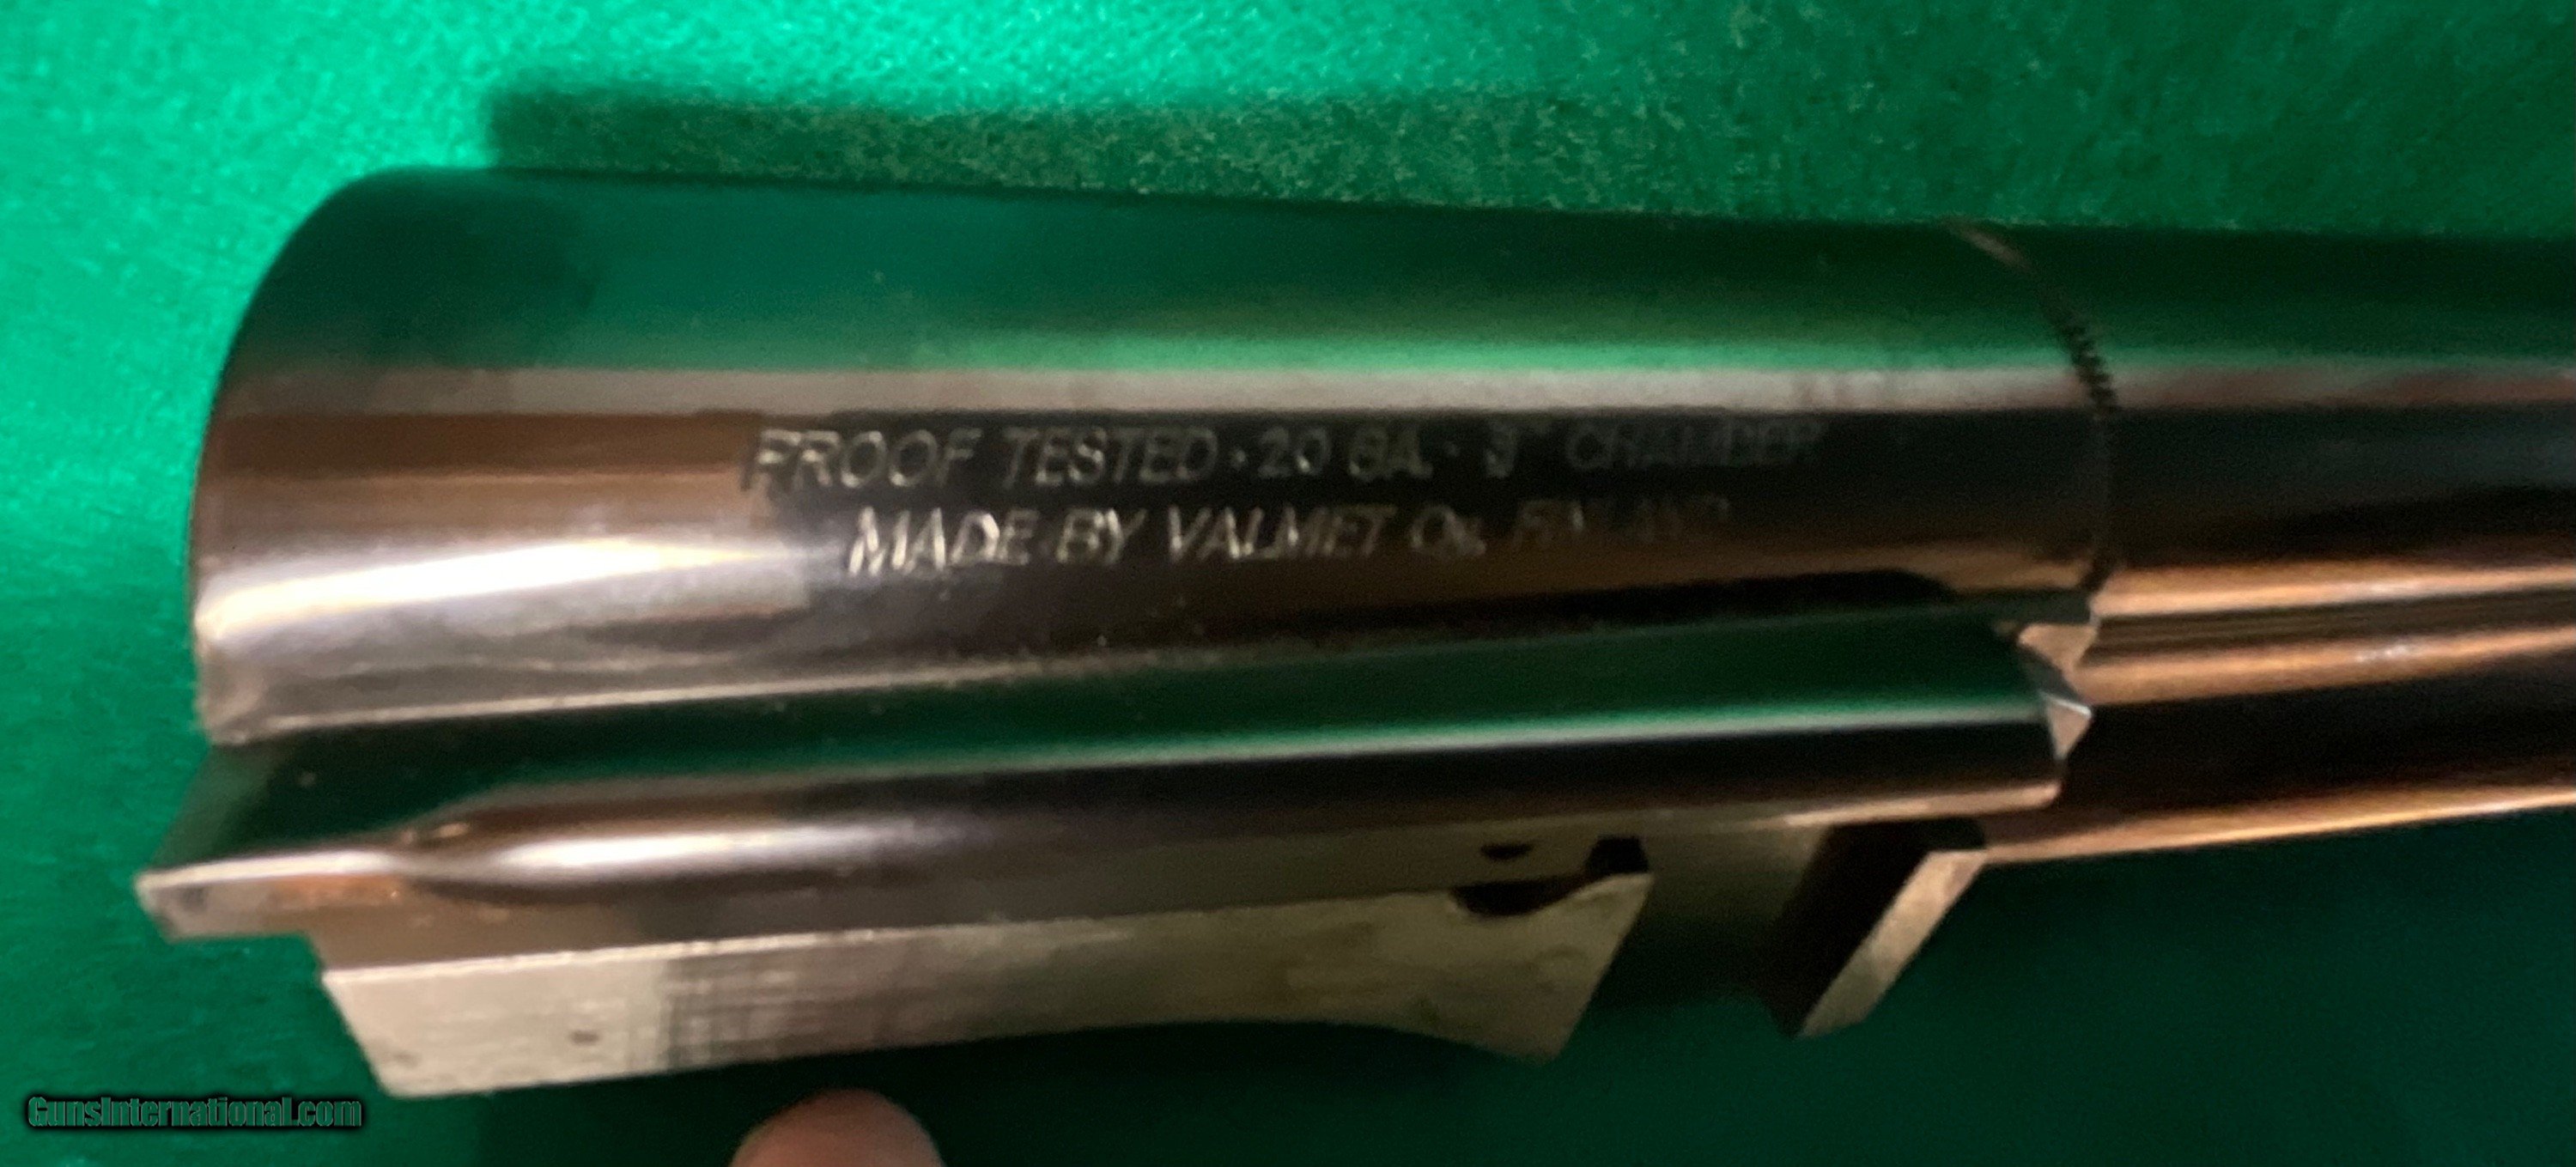 PROOF TESTED · 20 GA. · 3" CHAMBER
MADE BY VALMET Oy, FINLAND
GunsInternational.com